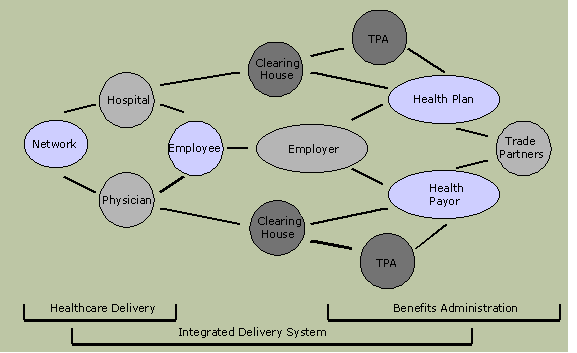 TPA
Clearing
House
Hospital
Health Plan
Network
Employee
Employer
Trade
Partners
Physician
Health
Payor
Clearing
House
TPA
Healthcare Delivery
Benefits Administration
Integrated Delivery System